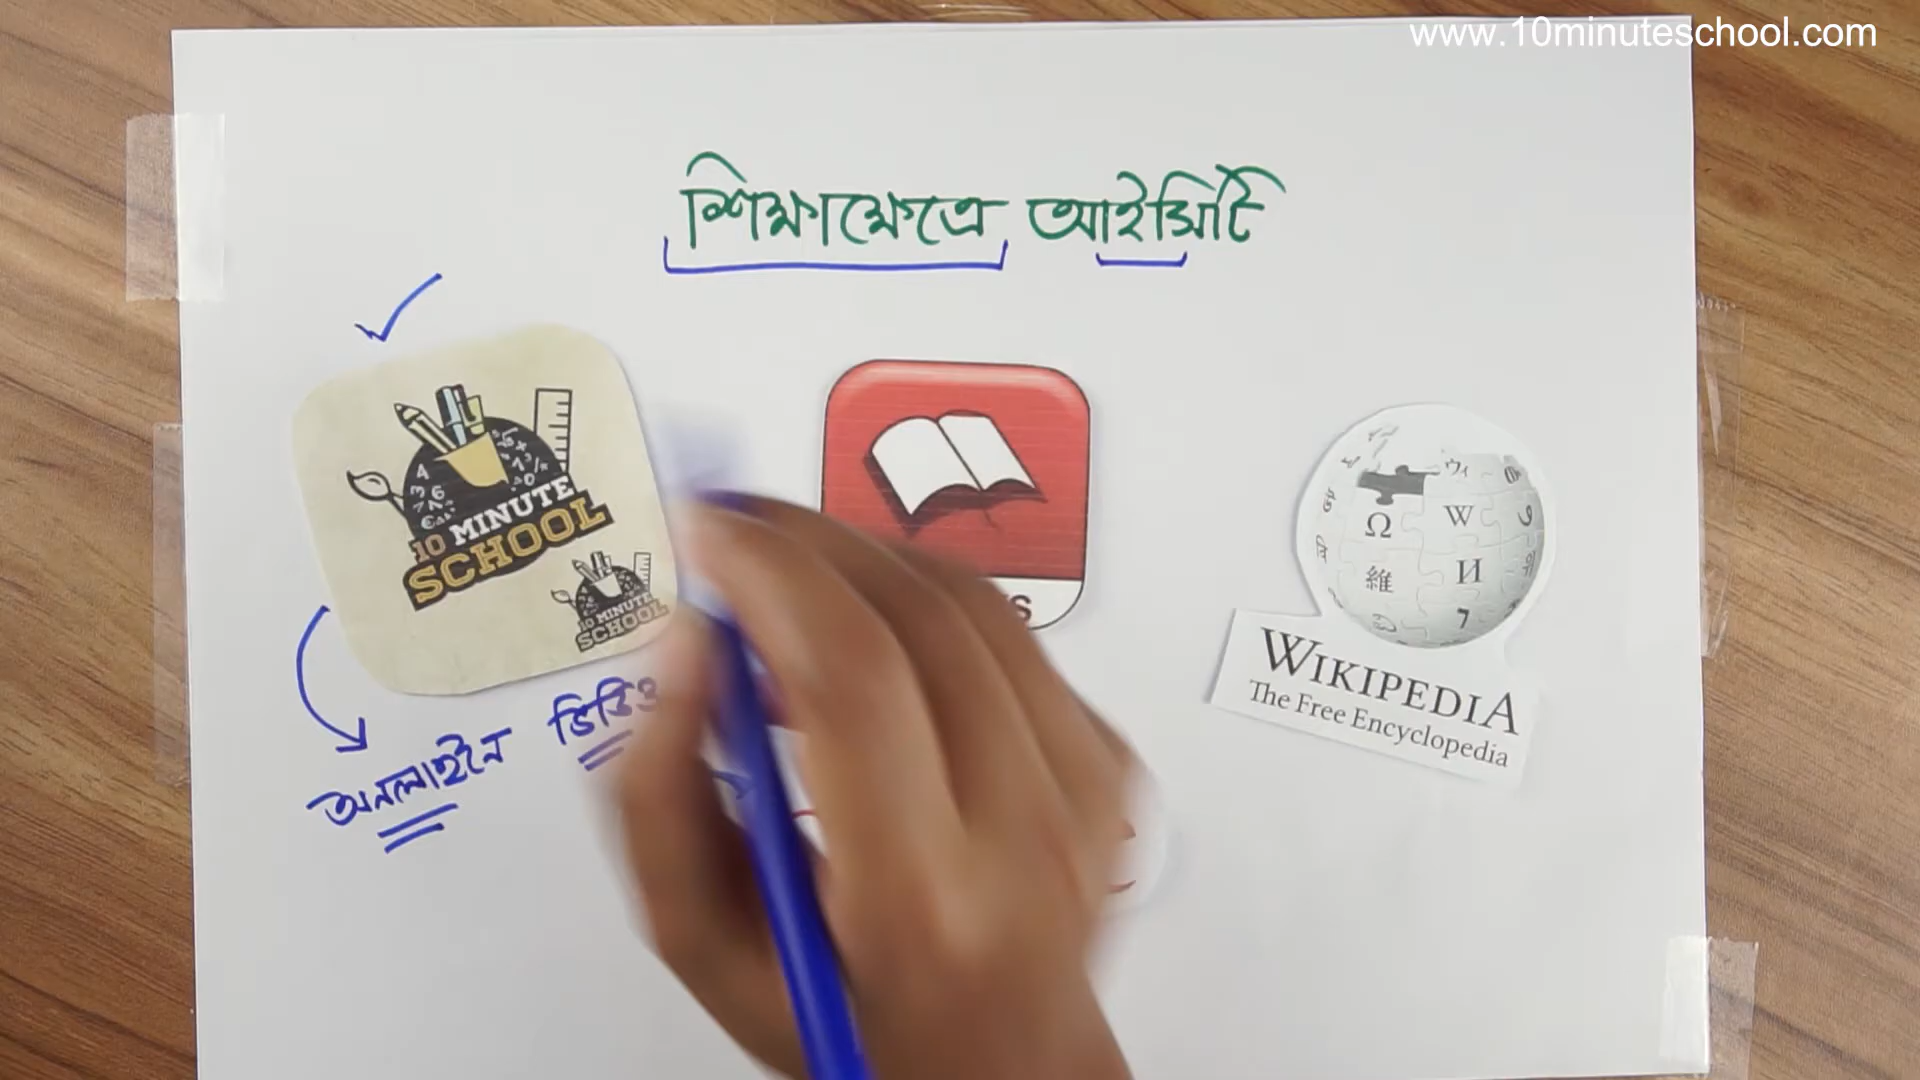 www.10minuteschool.com
শিক্ষাক্ষেত্রে আইসিটি
10 MINUTE
SCHOOL
10 MINUTE
SCHOOL
WIKIPEDIA
The Free Encyclopedia
অনলাইনে ভিডিও